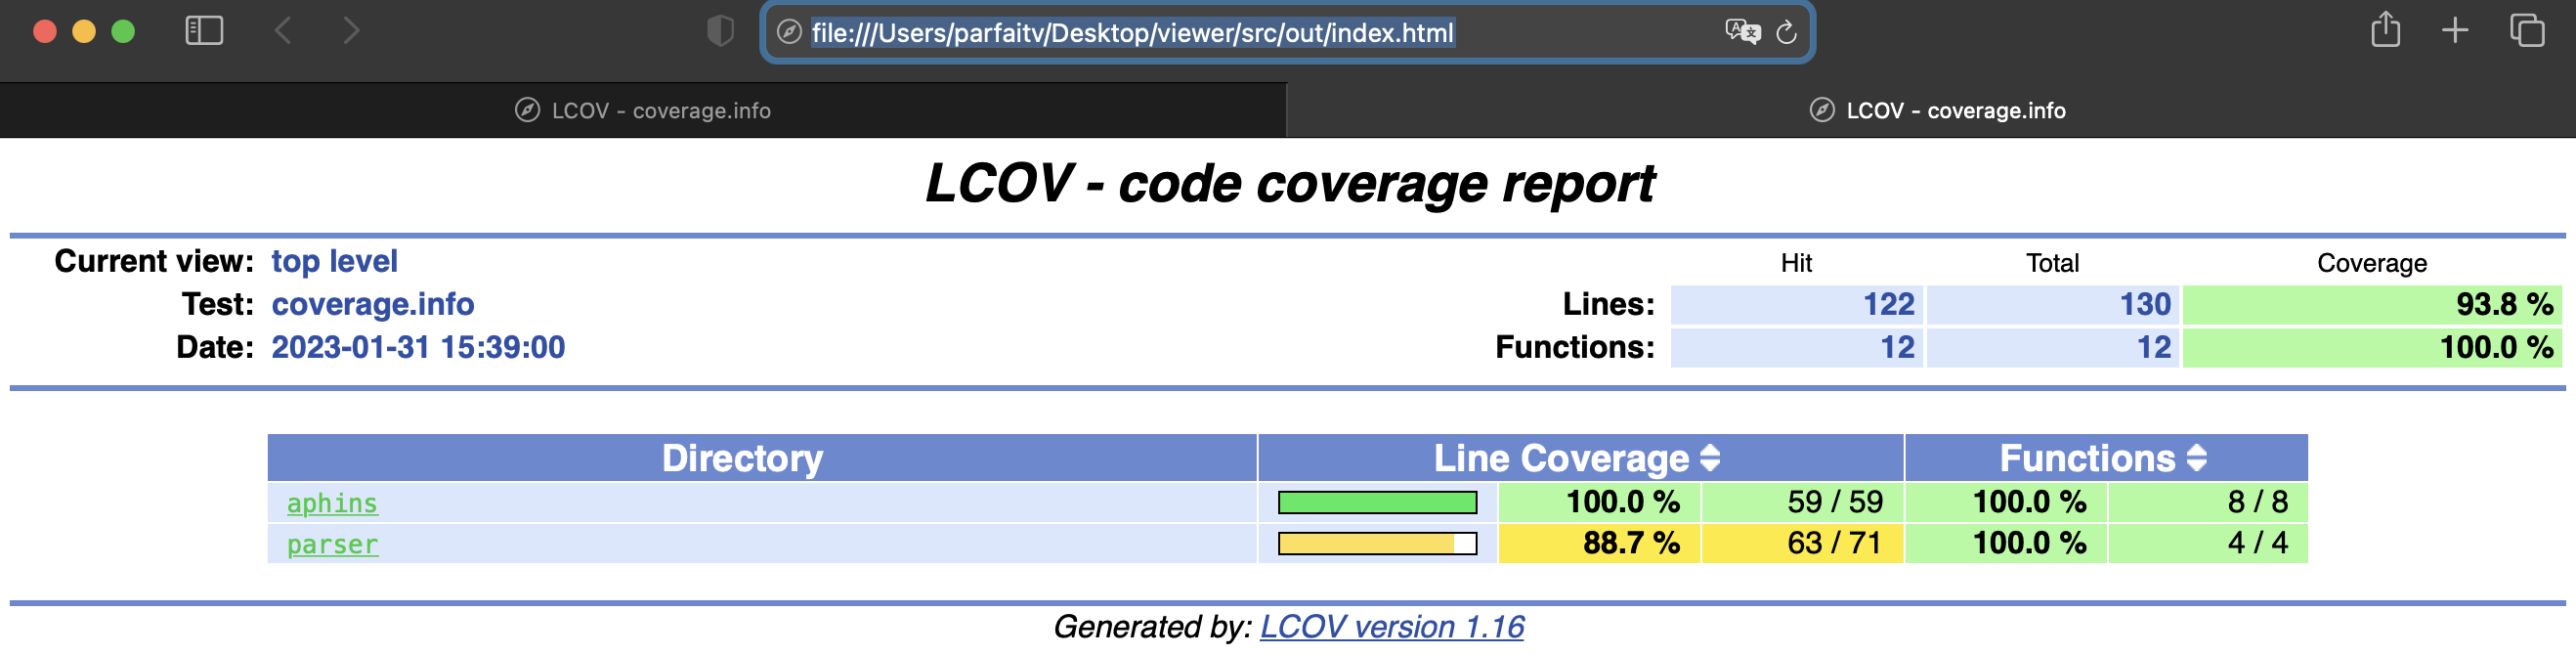 file:///Users/parfaitv/Desktop/viewer/src/out/index.html
LCOV - coverage.info
LCOV - coverage.info
LCOV - code coverage report
Current view: top level
Hit Total Coverage
Test: coverage.info
Lines: 122 130 93.8 %
Date: 2023-01-31 15:39:00
Functions: 12 12 100.0 %
Directory Line Coverage Functions
aphins 100.0 % 59 / 59 100.0 % 8 / 8
parser 88.7 % 63 / 71 100.0 % 4 / 4
Generated by: LCOV version 1.16